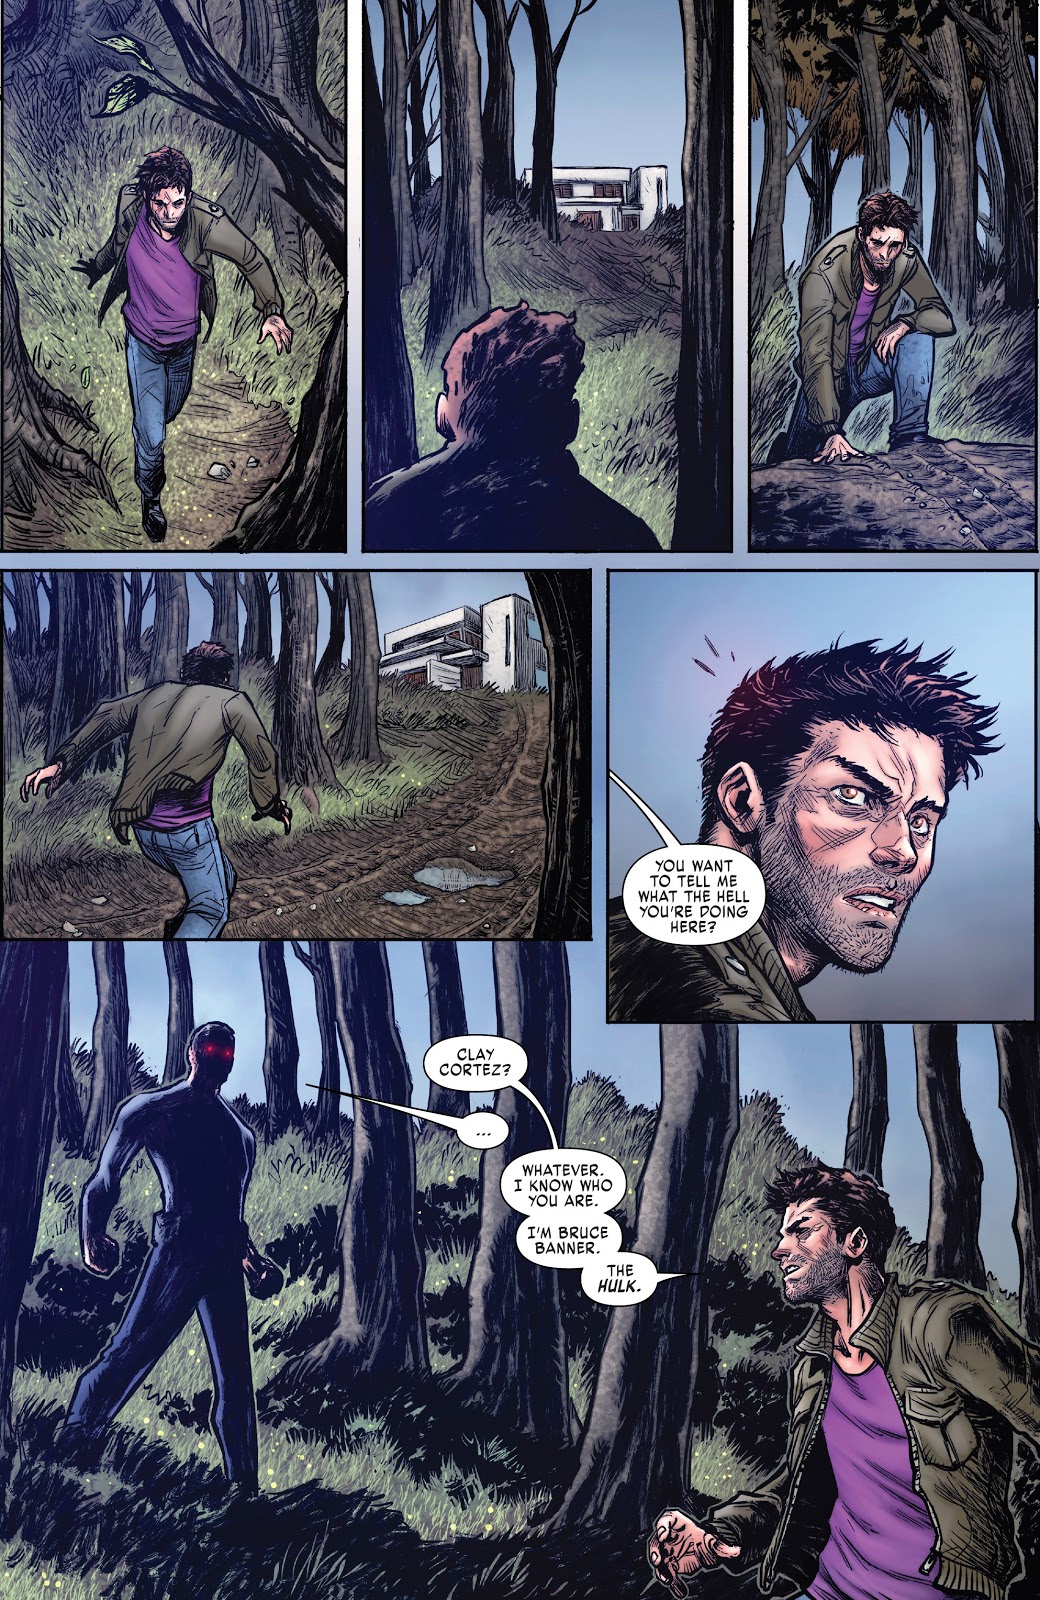 YOU WANT
TO TELL ME
WHAT THE HELL
YOU'RE DOING
HERE?
CLAY
CORTEZ?
...
WHATEVER.
I KNOW WHO
YOU ARE.
I'M BRUCE
BANNER.
THE
HULK.